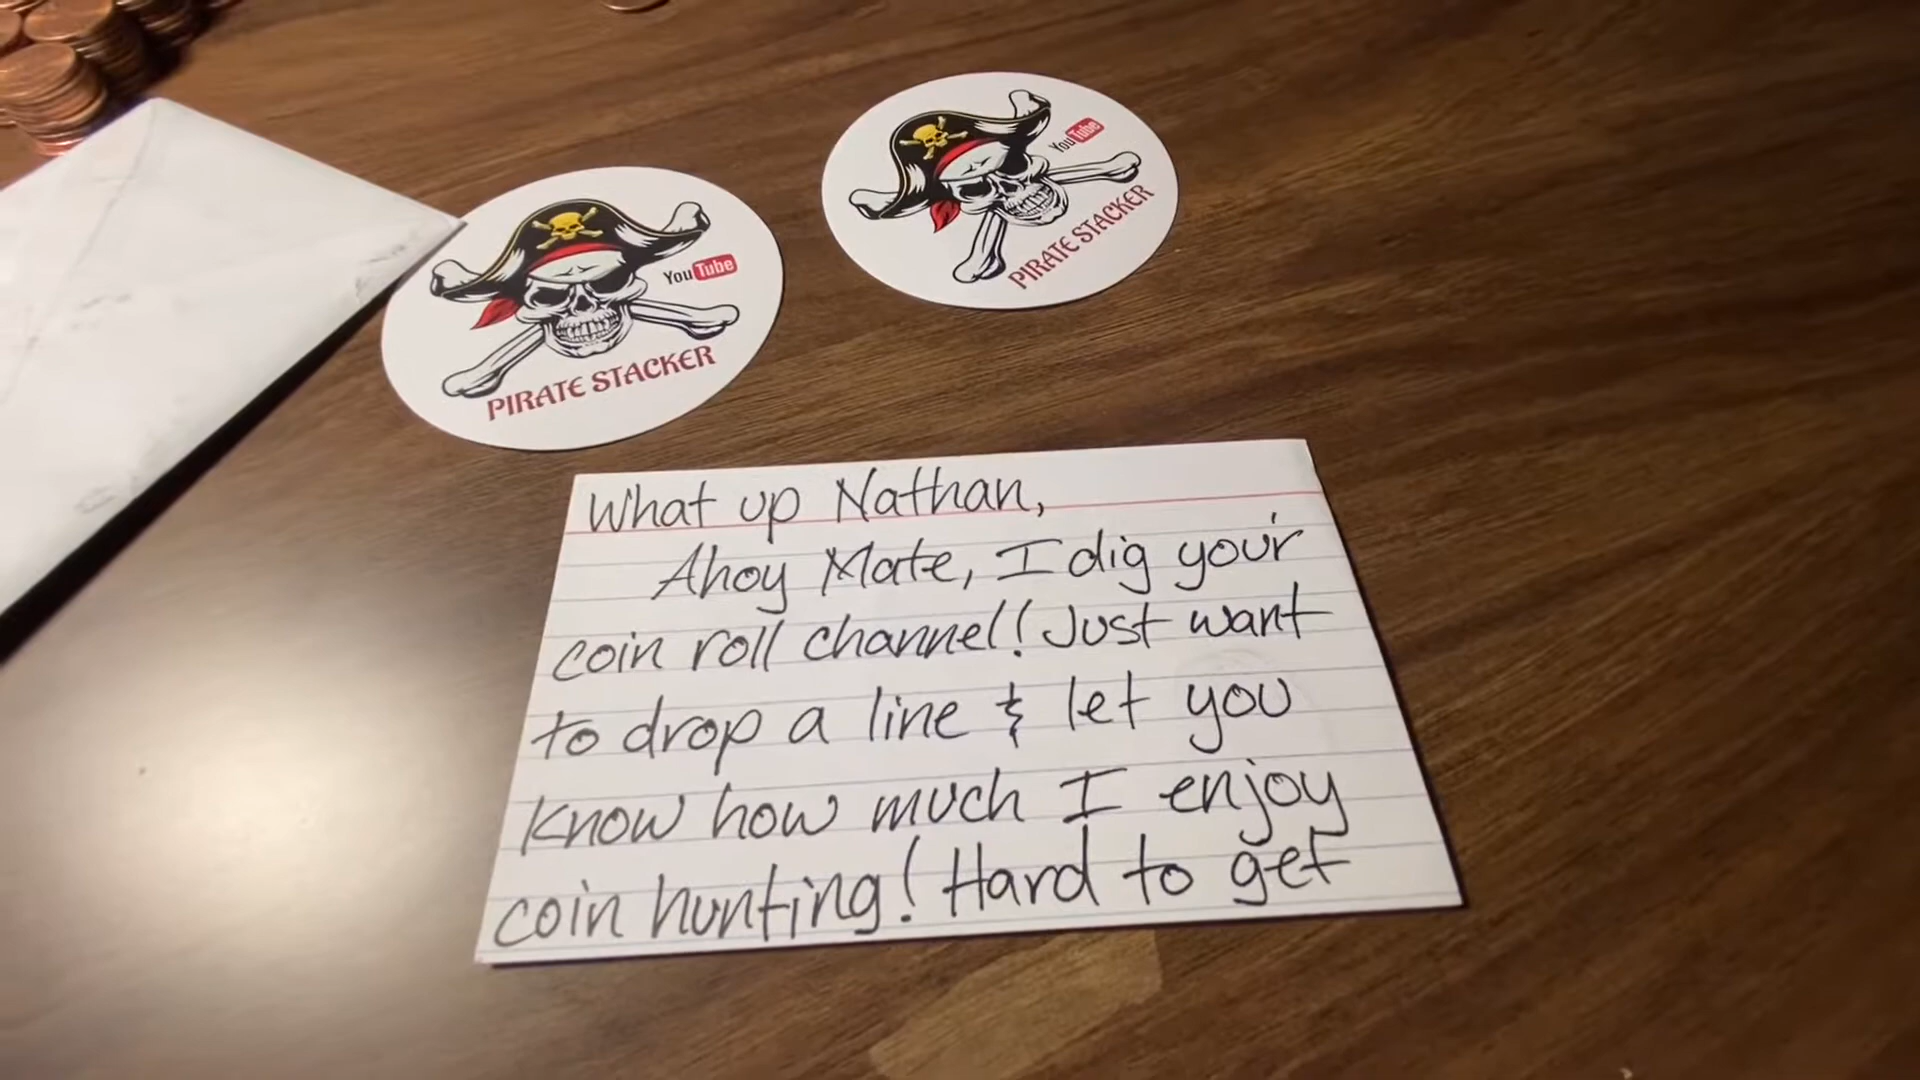 YouTube
PIRATE STACKER
YouTube
PIRATE STACKER
What up Nathan,
Ahoy Mate, I dig you'r
coin roll channel! Just want
to drop a line & let you
know how much I enjoy
coin hunting! Hard to get